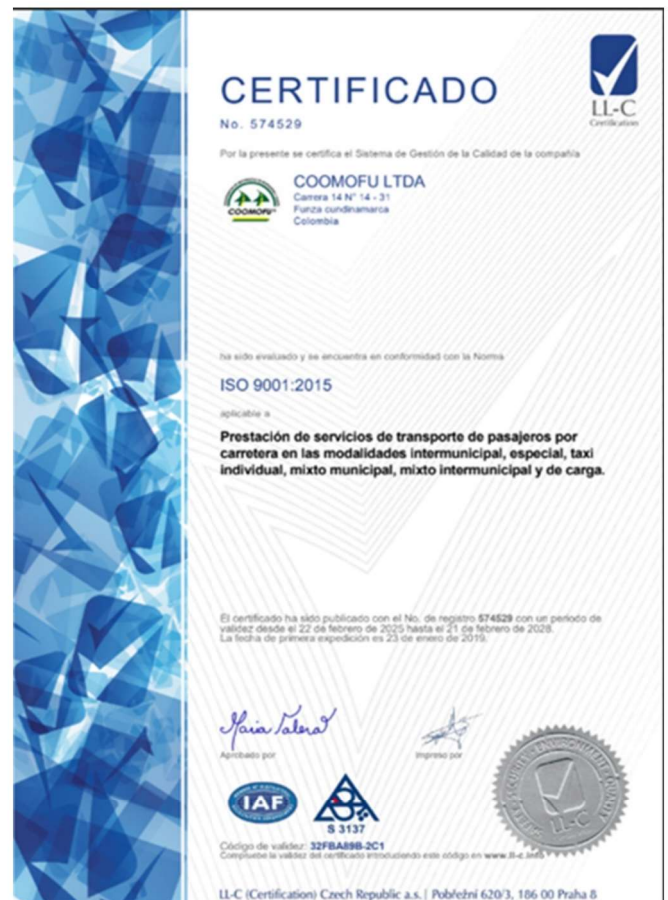 CERTIFICADO
No. 574529
LL-C
Certification
Por la presente se certifica el Sistema de Gestión de la Calidad de la compañía
COOMOFU
COOMOFU LTDA
Carrera 14 N° 14 - 31
Funza cundinamarca
Colombia
ha sido evaluado y se encuentra en conformidad con la Norma
ISO 9001:2015
aplicable a
Prestación de servicios de transporte de pasajeros por
carretera en las modalidades intermunicipal, especial, taxi
individual, mixto municipal, mixto intermunicipal y de carga.
El certificado ha sido publicado con el No. de registro 574529 con un periodo de
validez desde el 22 de febrero de 2025 hasta el 21 de febrero de 2028.
La fecha de primera expedición es 23 de enero de 2019.
Aprobado por
Impreso por
IAF
S 3137
LL-C
Código de validez: 32FBA89B-2C1
Compruebe la validez del certificado introduciendo este código en www.ll-c.info
LL-C (Certification) Czech Republic a.s. | Pobřežní 620/3, 186 00 Praha 8